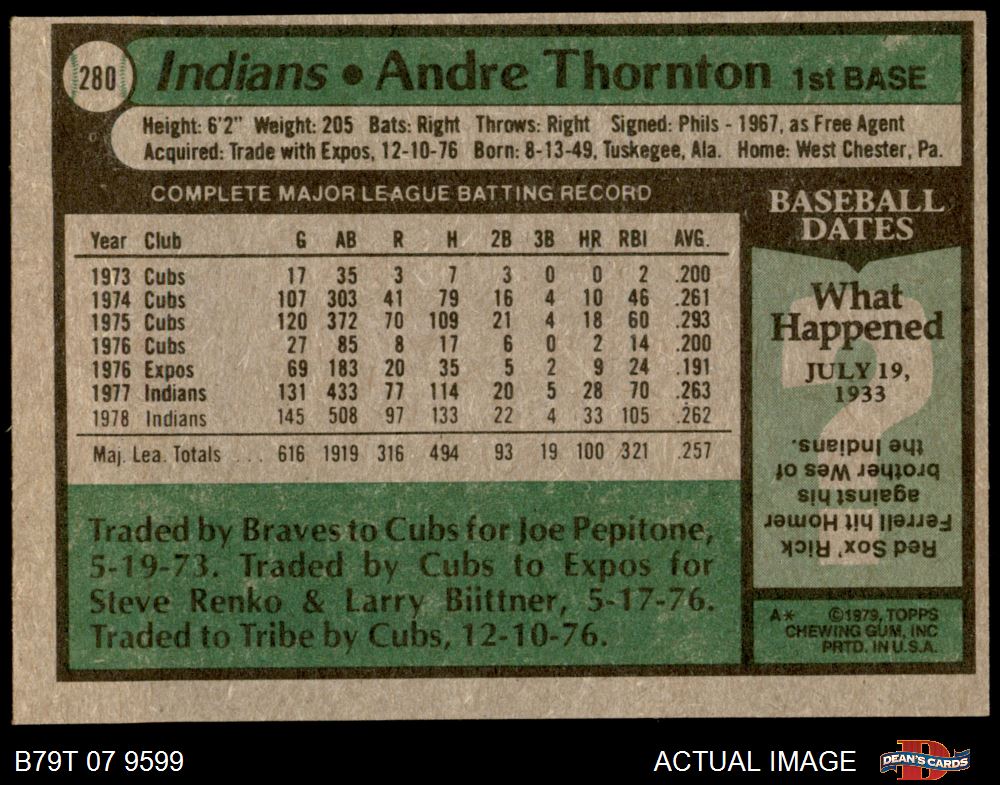 280 Indians • Andre Thornton 1st BASE
Height: 6'2" Weight: 205 Bats: Right Throws: Right Signed: Phils - 1967, as Free Agent
Acquired: Trade with Expos, 12-10-76 Born: 8-13-49, Tuskegee, Ala. Home: West Chester, Pa.
COMPLETE MAJOR LEAGUE BATTING RECORD
Year Club G AB R H 2B 3B HR RBI AVG.
1973 Cubs 17 35 3 7 3 0 0 2 .200
1974 Cubs 107 303 41 79 16 4 10 46 .261
1975 Cubs 120 372 70 109 21 4 18 60 .293
1976 Cubs 27 85 8 17 6 0 2 14 .200
1976 Expos 69 183 20 35 5 2 9 24 .191
1977 Indians 131 433 77 114 20 5 28 70 .263
1978 Indians 145 508 97 133 22 4 33 105 .262
Maj. Lea. Totals ... 616 1919 316 494 93 19 100 321 .257
Traded by Braves to Cubs for Joe Pepitone,
5-19-73. Traded by Cubs to Expos for
Steve Renko & Larry Biittner, 5-17-76.
Traded to Tribe by Cubs, 12-10-76.
BASEBALL
DATES
What
Happened
JULY 19,
1933
?
Red Sox' Rick
Ferrell hit Homer
against his
brother Wes of
the Indians.
A* ©1979, TOPPS
CHEWING GUM, INC
PRTD. IN U.S.A.
B79T 07 9599
ACTUAL IMAGE
D
DEAN'S CARDS